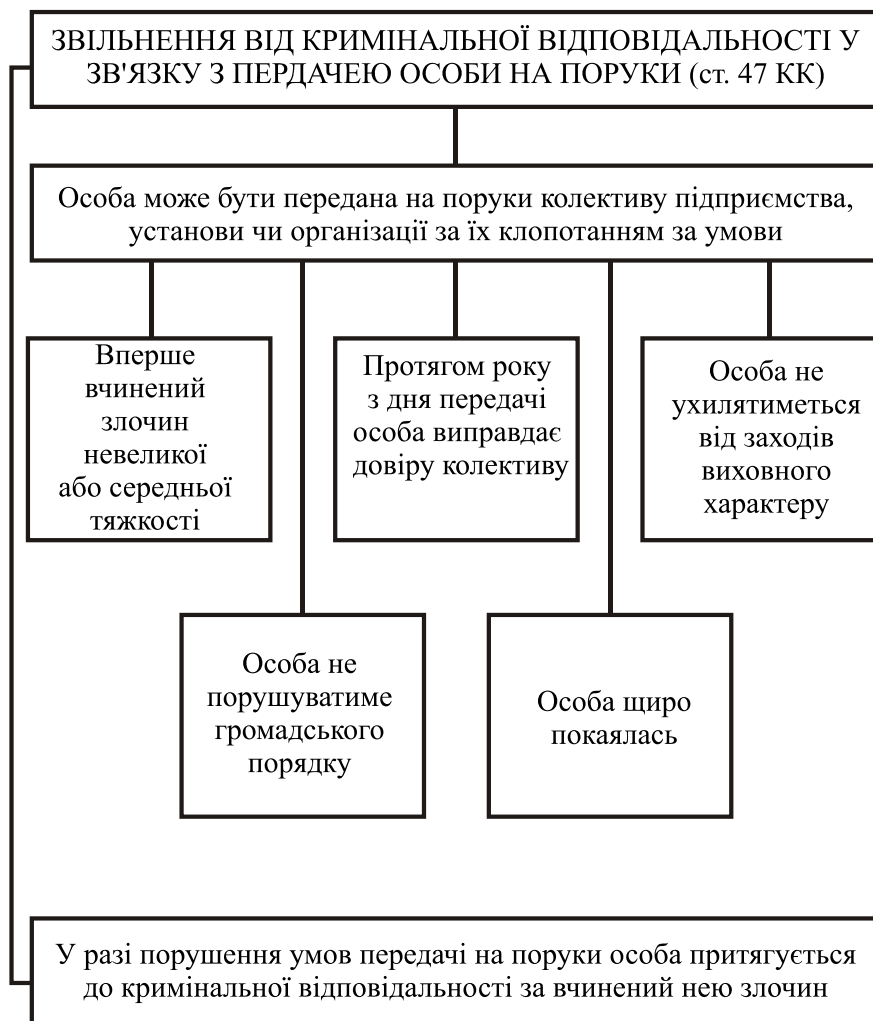 ЗВІЛЬНЕННЯ ВІД КРИМІНАЛЬНОЇ ВІДПОВІДАЛЬНОСТІ У
ЗВ'ЯЗКУ З ПЕРДАЧЕЮ ОСОБИ НА ПОРУКИ (ст. 47 КК)
Особа може бути передана на поруки колективу підприємства,
установи чи організації за їх клопотанням за умови
Вперше
вчинений
злочин
невеликої
або середньої
тяжкості
Протягом року
з дня передачі
особа виправдає
довіру колективу
Особа не
ухилятиметься
від заходів
виховного
характеру
Особа не
порушуватиме
громадського
порядку
Особа щиро
покаялась
У разі порушення умов передачі на поруки особа притягується
до кримінальної відповідальності за вчинений нею злочин